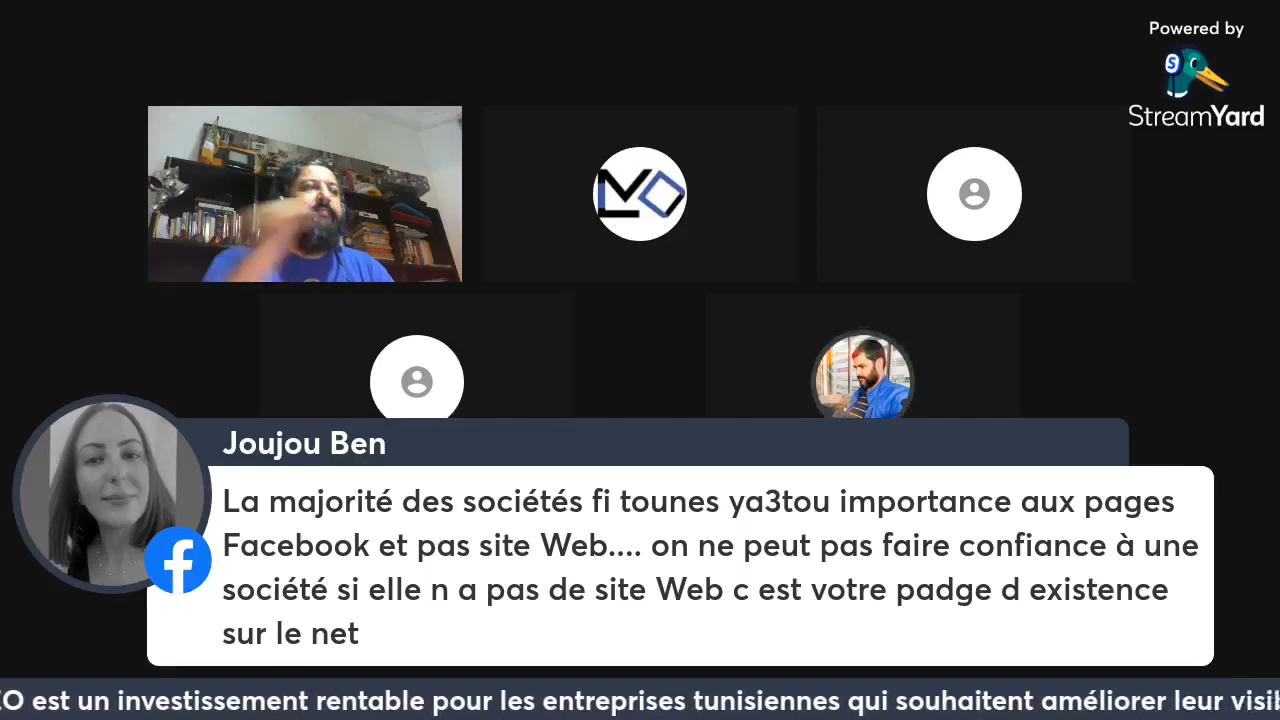 Powered by
StreamYard
Joujou Ben
La majorité des sociétés fi tounes ya3tou importance aux pages
Facebook et pas site Web.... on ne peut pas faire confiance à une
société si elle n a pas de site Web c est votre padge d existence
sur le net
EO est un investissement rentable pour les entreprises tunisiennes qui souhaitent améliorer leur visi